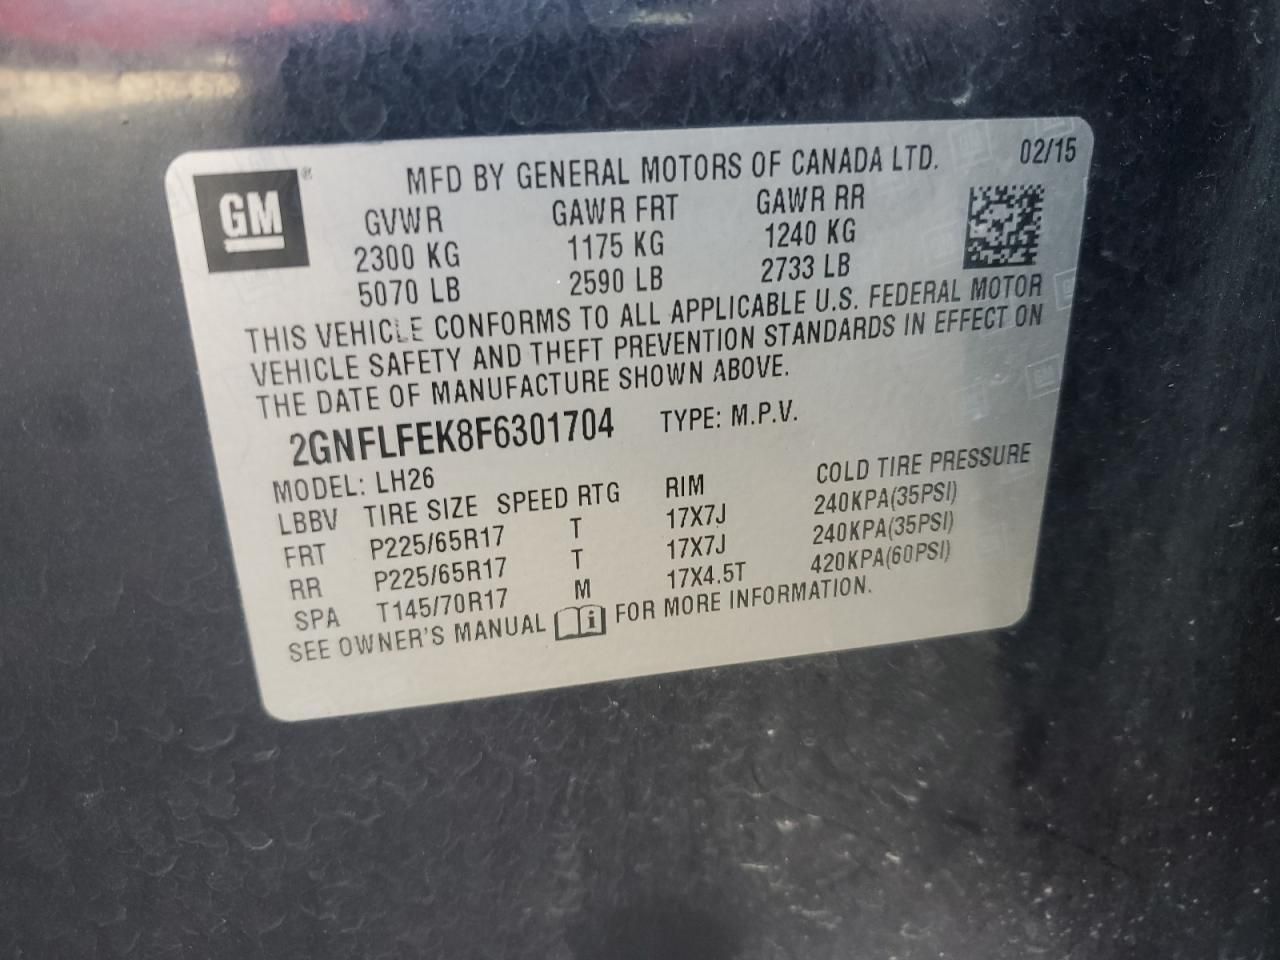 GM ® MFD BY GENERAL MOTORS OF CANADA LTD. 02/15
GVWR GAWR FRT GAWR RR
2300 KG 1175 KG 1240 KG
5070 LB 2590 LB 2733 LB
THIS VEHICLE CONFORMS TO ALL APPLICABLE U.S. FEDERAL MOTOR
VEHICLE SAFETY AND THEFT PREVENTION STANDARDS IN EFFECT ON
THE DATE OF MANUFACTURE SHOWN ABOVE.
2GNFLFEK8F6301704 TYPE: M.P.V.
MODEL: LH26
LBBV TIRE SIZE SPEED RTG RIM COLD TIRE PRESSURE
FRT P225/65R17 T 17X7J 240KPA(35PSI)
RR P225/65R17 T 17X7J 240KPA(35PSI)
SPA T145/70R17 M 17X4.5T 420KPA(60PSI)
SEE OWNER'S MANUAL i FOR MORE INFORMATION.